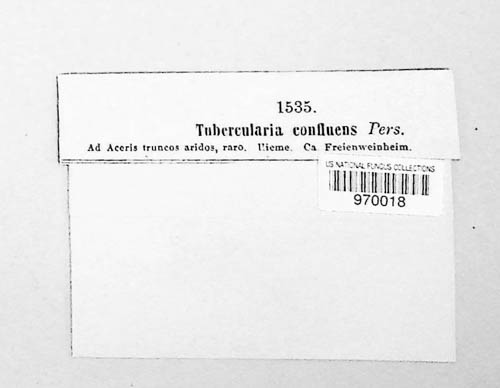 1535.
Tubercularia confluens Pers.
Ad Aceris truncos aridos, raro. Hieme. Ca Freienweinheim.
US NATIONAL FUNGUS COLLECTIONS
970018